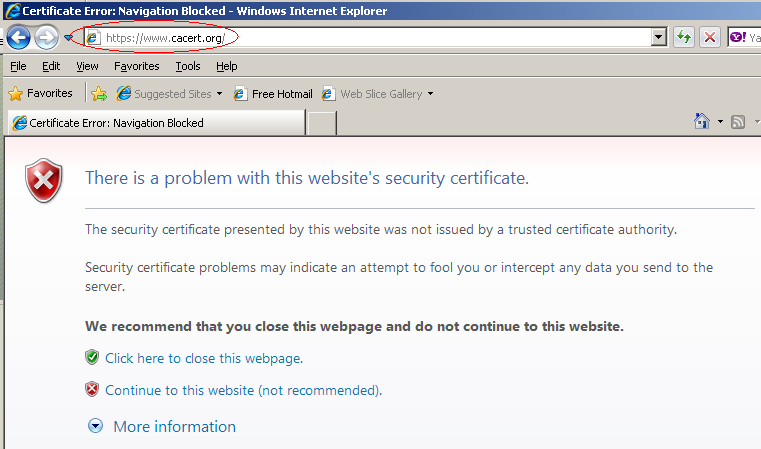 Certificate Error: Navigation Blocked - Windows Internet Explorer
https://www.cacert.org/
Y! Ya
File Edit View Favorites Tools Help
Favorites Suggested Sites Free Hotmail Web Slice Gallery
Certificate Error: Navigation Blocked
There is a problem with this website's security certificate.
The security certificate presented by this website was not issued by a trusted certificate authority.
Security certificate problems may indicate an attempt to fool you or intercept any data you send to the
server.
We recommend that you close this webpage and do not continue to this website.
Click here to close this webpage.
Continue to this website (not recommended).
More information